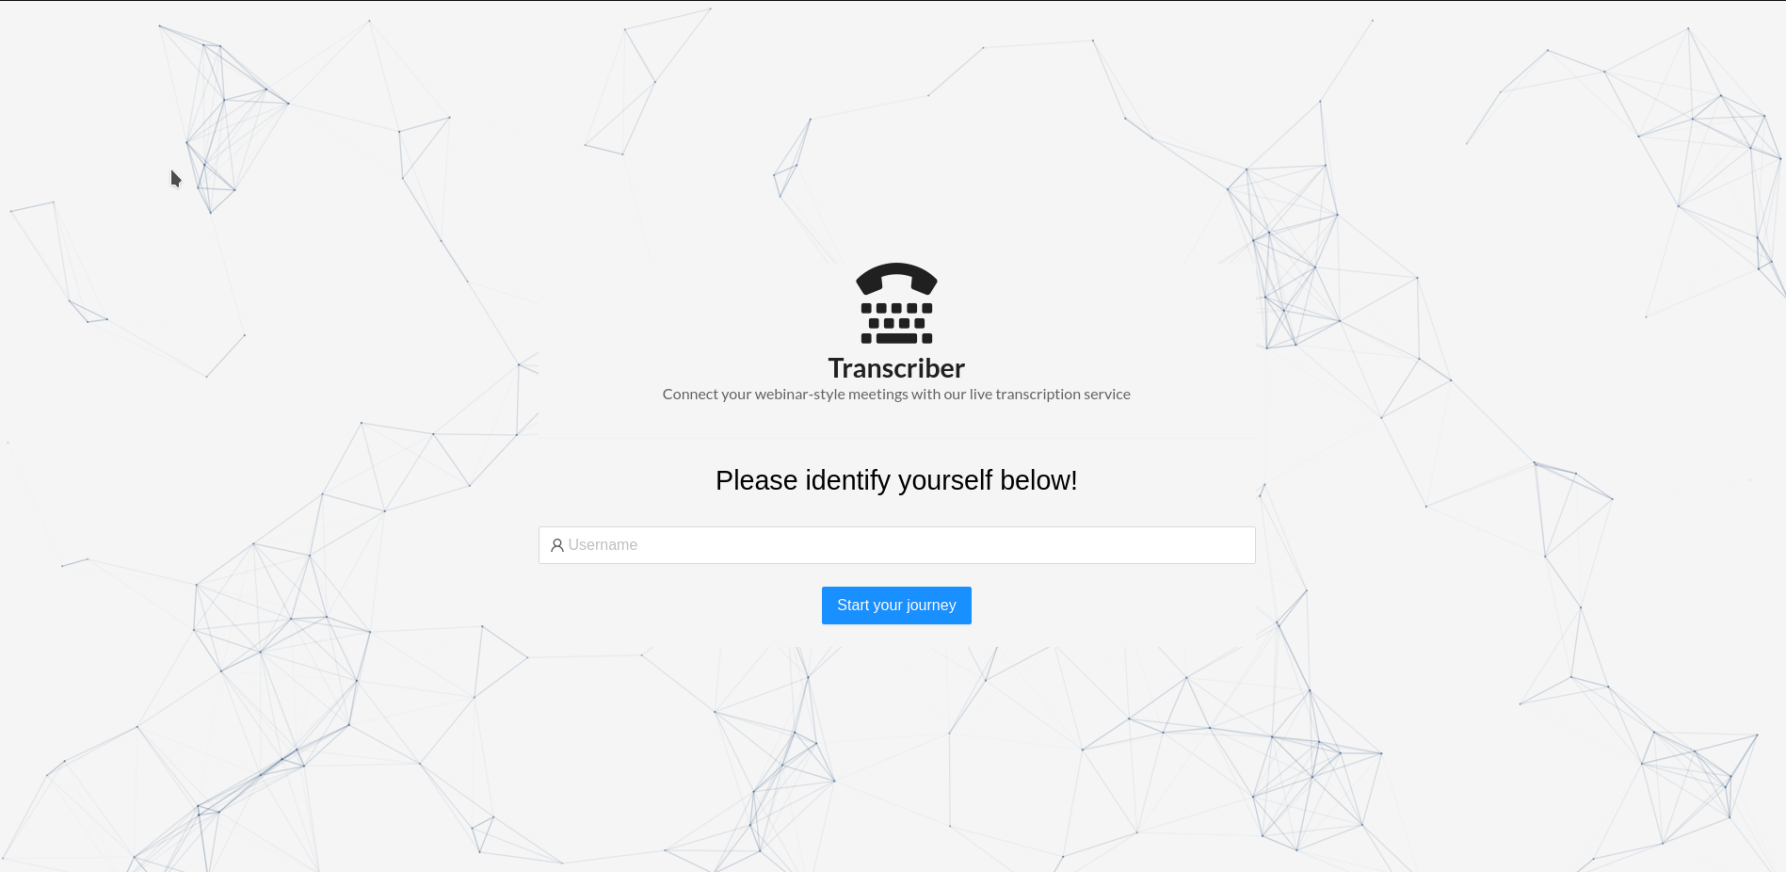 Transcriber
Connect your webinar-style meetings with our live transcription service
Please identify yourself below!
Username
Start your journey